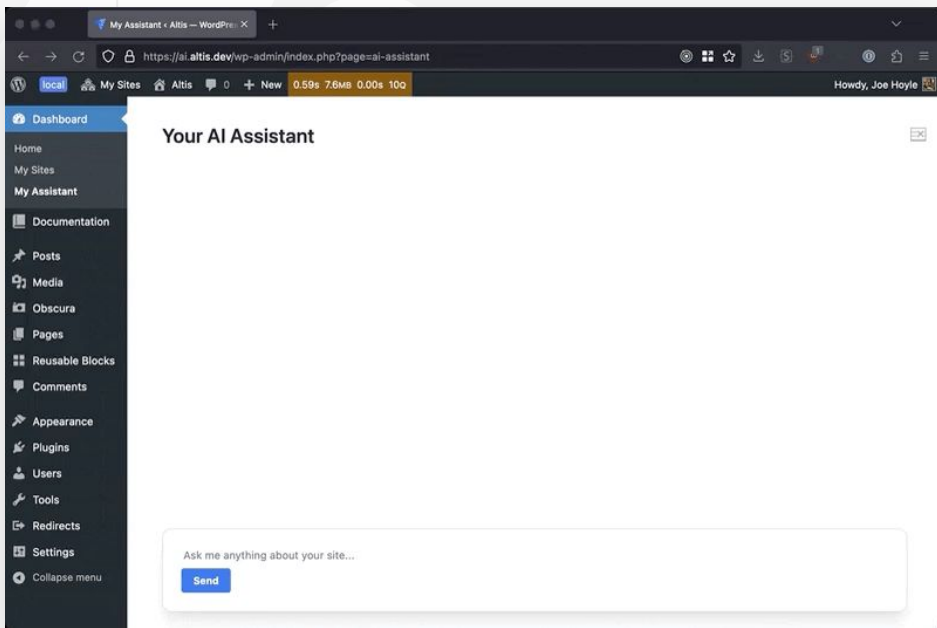 My Assistant ‹ Altis — WordPres
https://ai.altis.dev/wp-admin/index.php?page=ai-assistant
local My Sites Altis 0 + New 0.59s 7.6MB 0.00s 10Q Howdy, Joe Hoyle
Dashboard
Home
My Sites
My Assistant
Documentation
Posts
Media
Obscura
Pages
Reusable Blocks
Comments
Appearance
Plugins
Users
Tools
Redirects
Settings
Collapse menu
Your AI Assistant
Ask me anything about your site...
Send